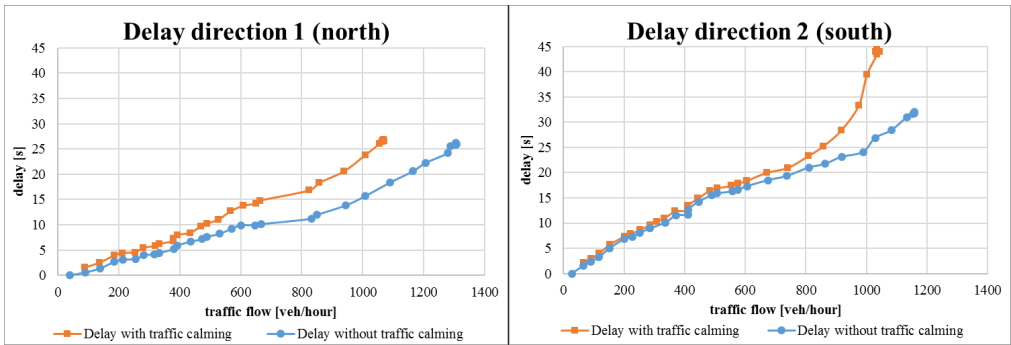 Delay direction 1 (north)
45
40
35
30
25
20
15
10
5
0
delay [s]
0 200 400 600 800 1000 1200 1400
traffic flow [veh/hour]
Delay with traffic calming Delay without traffic calming
Delay direction 2 (south)
45
40
35
30
25
20
15
10
5
0
delay [s]
0 200 400 600 800 1000 1200 1400
traffic flow [veh/hour]
Delay with traffic calming Delay without traffic calming